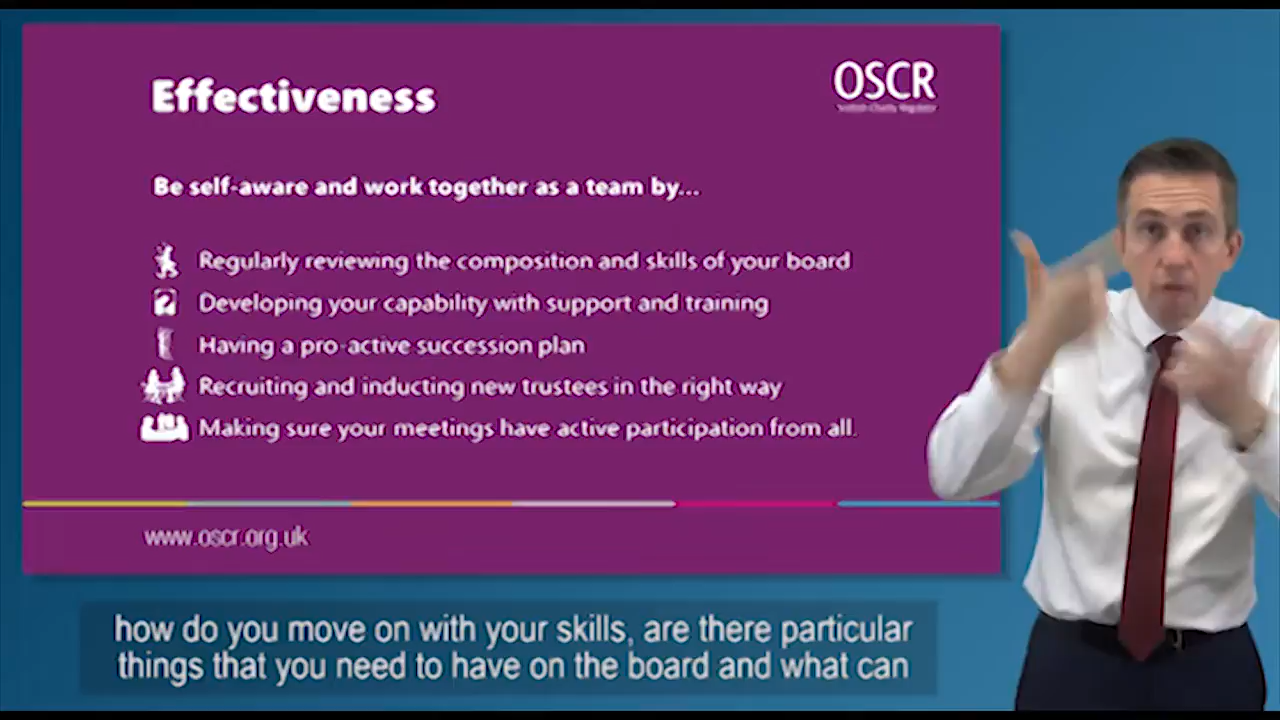 Effectiveness
OSCR
Scottish Charity Regulator
Be self-aware and work together as a team by...
Regularly reviewing the composition and skills of your board
Developing your capability with support and training
Having a pro-active succession plan
Recruiting and inducting new trustees in the right way
Making sure your meetings have active participation from all.
www.oscr.org.uk
how do you move on with your skills, are there particular
things that you need to have on the board and what can